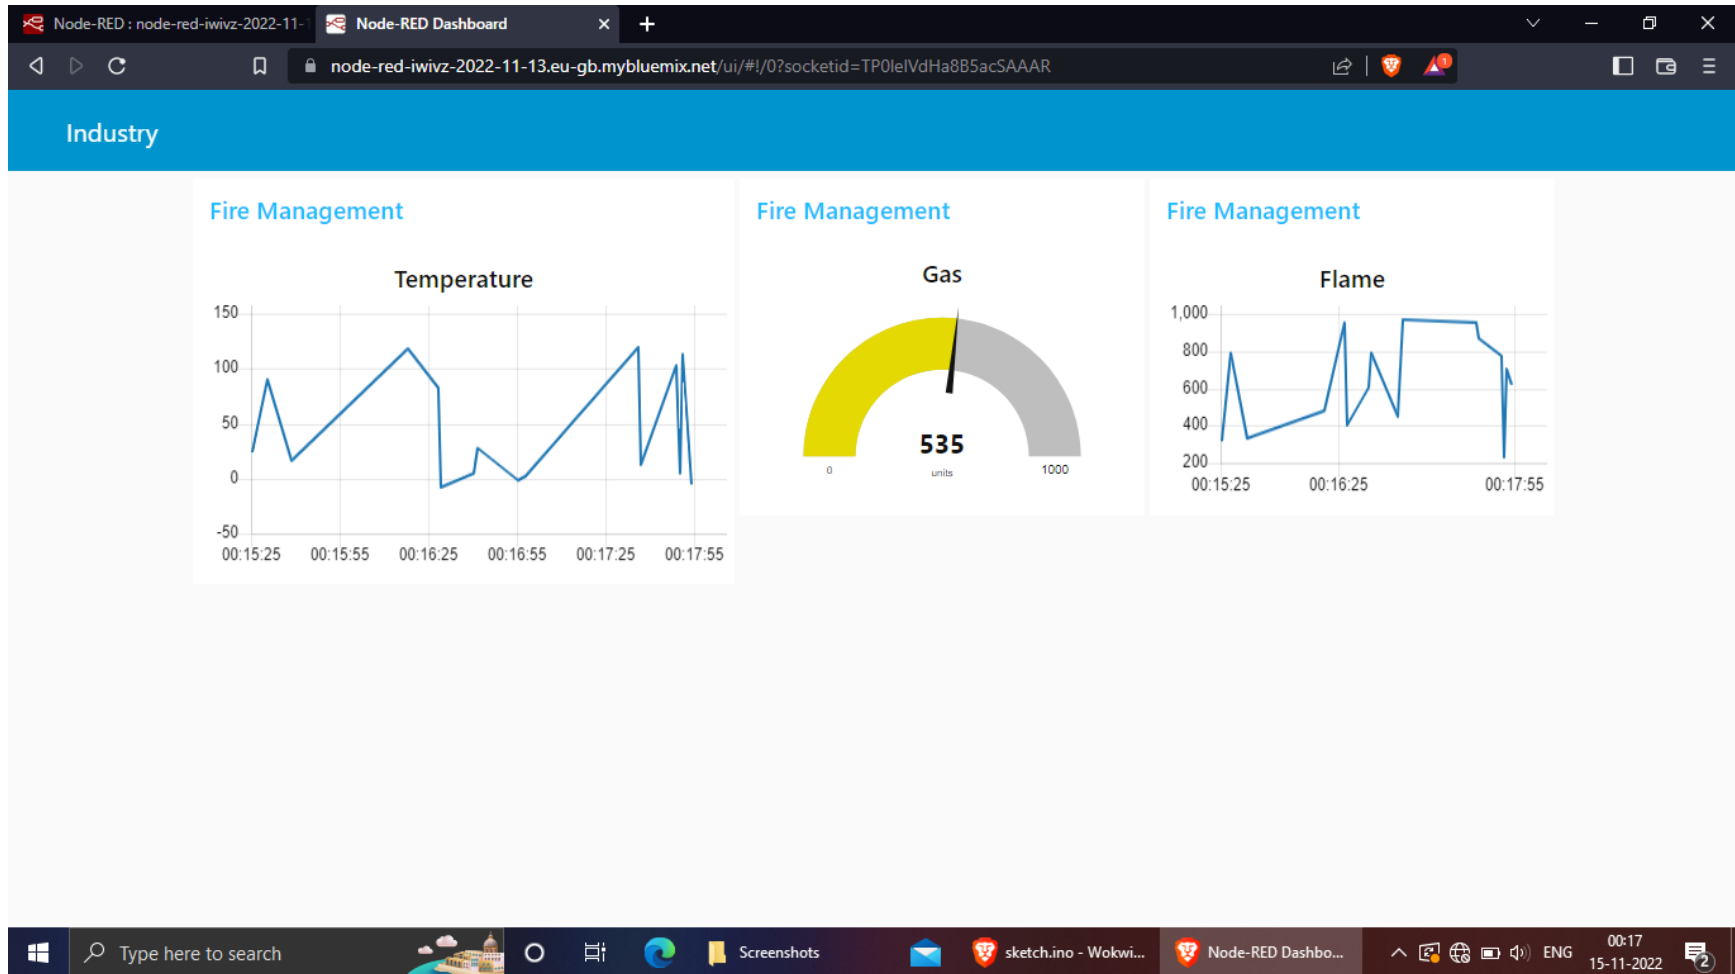 Node-RED : node-red-iwivz-2022-11-1
Node-RED Dashboard
node-red-iwivz-2022-11-13.eu-gb.mybluemix.net/ui/#!/0?socketid=TP0IeIVdHa8B5acSAAAR
1
Industry
Fire Management
Temperature
150
100
50
0
-50
00:15:25 00:15:55 00:16:25 00:16:55 00:17:25 00:17:55
Fire Management
Gas
535
units
0
1000
Fire Management
Flame
1,000
800
600
400
200
00:15:25 00:16:25 00:17:55
Type here to search
Screenshots
sketch.ino - Wokwi...
Node-RED Dashbo...
ENG
00:17
15-11-2022
2